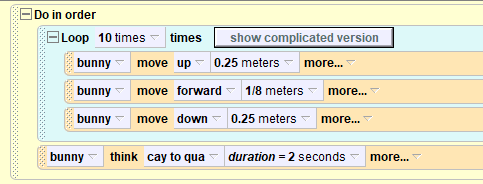 Do in order
Loop 10 times times show complicated version
bunny move up 0.25 meters more...
bunny move forward 1/8 meters more...
bunny move down 0.25 meters more...
bunny think cay to qua duration = 2 seconds more...